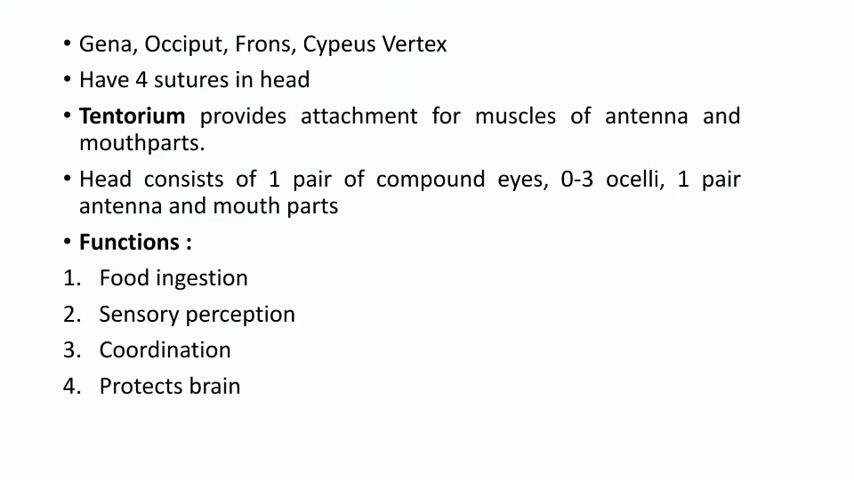 • Gena, Occiput, Frons, Cypeus Vertex
• Have 4 sutures in head
• Tentorium provides attachment for muscles of antenna and
mouthparts.
• Head consists of 1 pair of compound eyes, 0-3 ocelli, 1 pair
antenna and mouth parts
• Functions :
1. Food ingestion
2. Sensory perception
3. Coordination
4. Protects brain